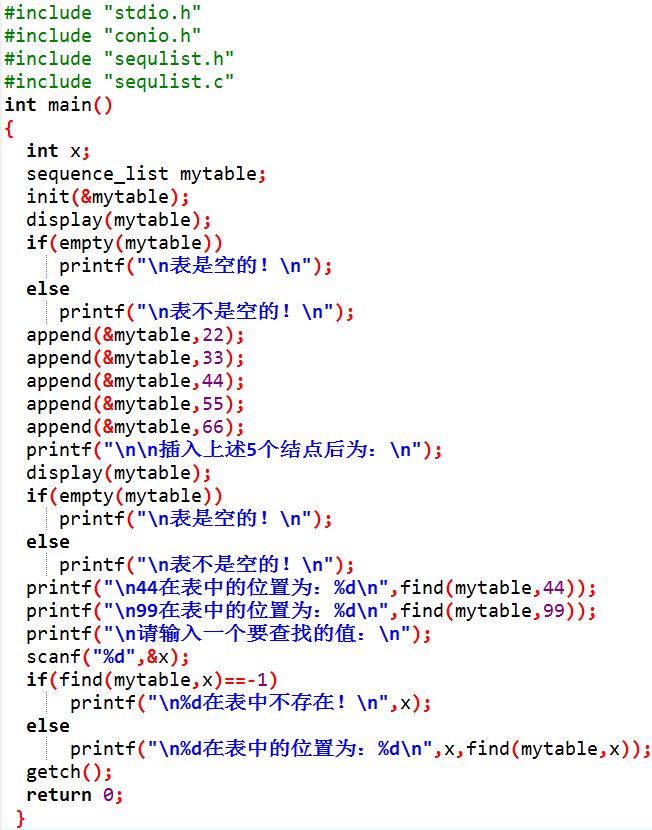 #include "stdio.h"
#include "conio.h"
#include "sequlist.h"
#include "sequlist.c"
int main()
{
int x;
sequence_list mytable;
init(&mytable);
display(mytable);
if(empty(mytable))
printf("\n表是空的！\n");
else
printf("\n表不是空的！\n");
append(&mytable,22);
append(&mytable,33);
append(&mytable,44);
append(&mytable,55);
append(&mytable,66);
printf("\n\n插入上述5个结点后为：\n");
display(mytable);
if(empty(mytable))
printf("\n表是空的！\n");
else
printf("\n表不是空的！\n");
printf("\n44在表中的位置为：%d\n",find(mytable,44));
printf("\n99在表中的位置为：%d\n",find(mytable,99));
printf("\n请输入一个要查找的值：\n");
scanf("%d",&x);
if(find(mytable,x)==-1)
printf("\n%d在表中不存在！\n",x);
else
printf("\n%d在表中的位置为：%d\n",x,find(mytable,x));
getch();
return 0;
}